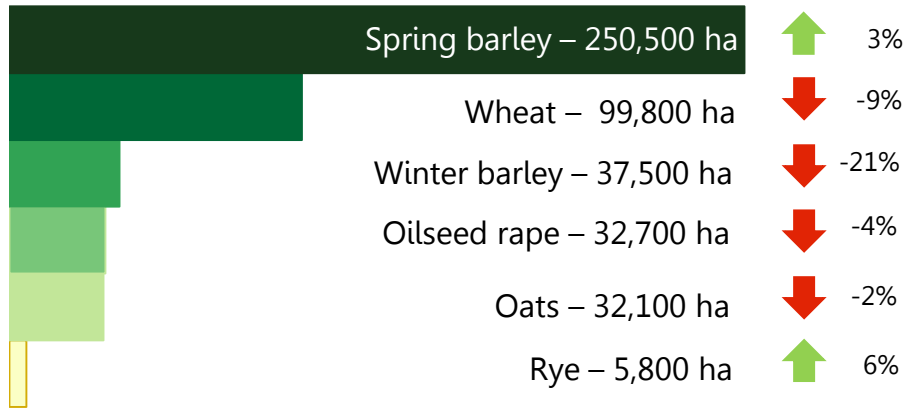 Spring barley – 250,500 ha 3%
Wheat – 99,800 ha -9%
Winter barley – 37,500 ha -21%
Oilseed rape – 32,700 ha -4%
Oats – 32,100 ha -2%
Rye – 5,800 ha 6%